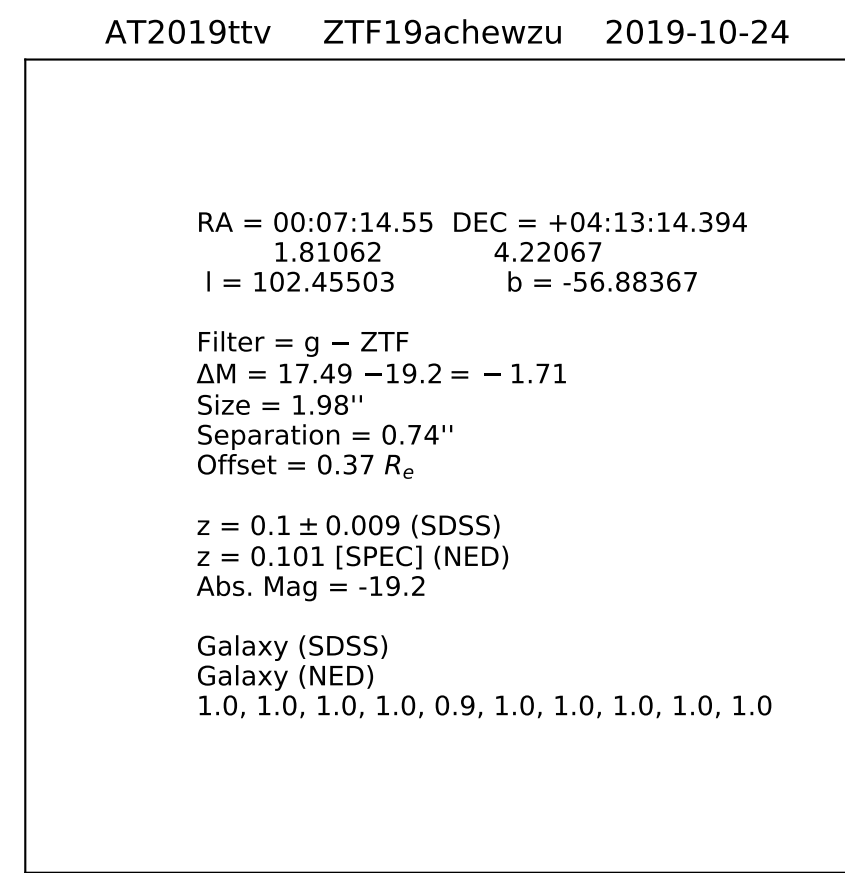 AT2019ttv ZTF19achewzu 2019-10-24
RA = 00:07:14.55 DEC = +04:13:14.394
1.81062 4.22067
l = 102.45503 b = -56.88367
Filter = g − ZTF
ΔM = 17.49 −19.2 = − 1.71
Size = 1.98''
Separation = 0.74''
Offset = 0.37 Rₑ
z = 0.1 ± 0.009 (SDSS)
z = 0.101 [SPEC] (NED)
Abs. Mag = -19.2
Galaxy (SDSS)
Galaxy (NED)
1.0, 1.0, 1.0, 1.0, 0.9, 1.0, 1.0, 1.0, 1.0, 1.0